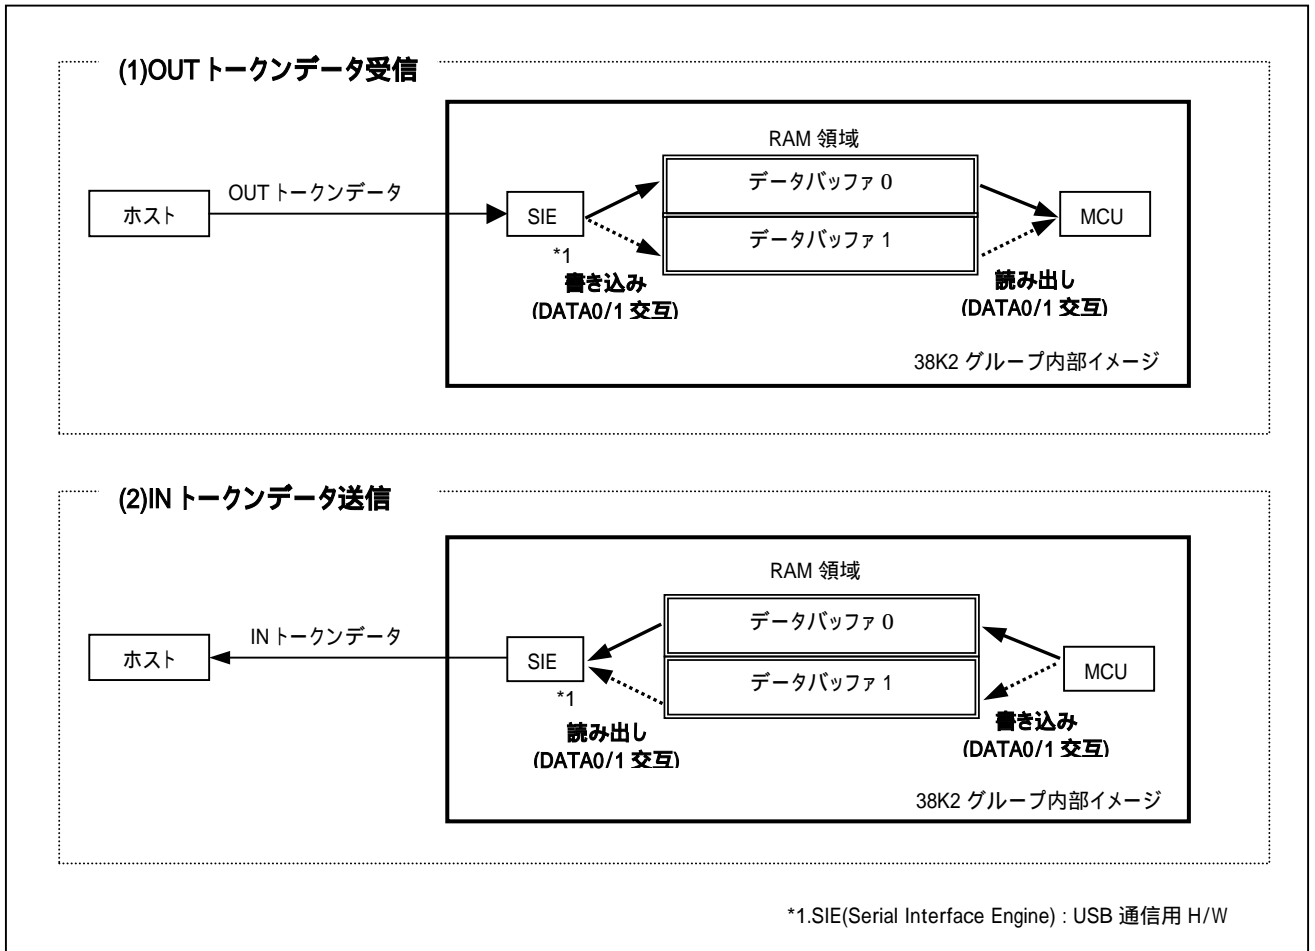 (1)OUT トークンデータ受信
RAM 領域
データバッファ 0
OUT トークンデータ
ホスト
SIE
MCU
データバッファ 1
*1
書き込み
(DATA0/1 交互)
読み出し
(DATA0/1 交互)
38K2 グループ内部イメージ
(2)IN トークンデータ送信
RAM 領域
データバッファ 0
IN トークンデータ
ホスト
SIE
MCU
データバッファ 1
*1
読み出し
(DATA0/1 交互)
書き込み
(DATA0/1 交互)
38K2 グループ内部イメージ
*1.SIE(Serial Interface Engine) : USB 通信用 H/W